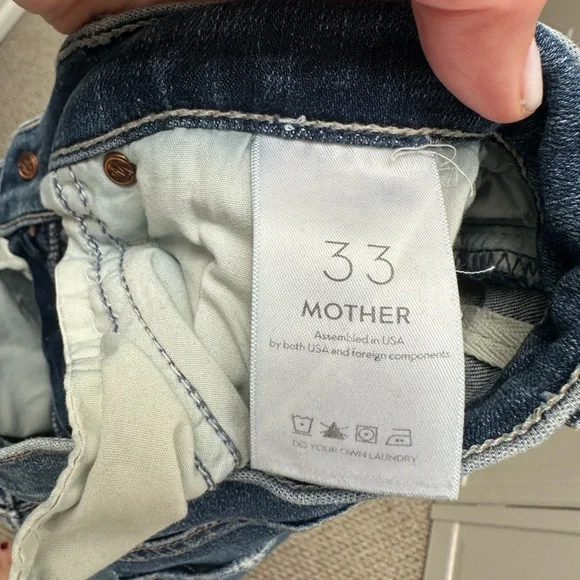 33
MOTHER
Assembled in USA
by both USA and foreign components
DO YOUR OWN LAUNDRY